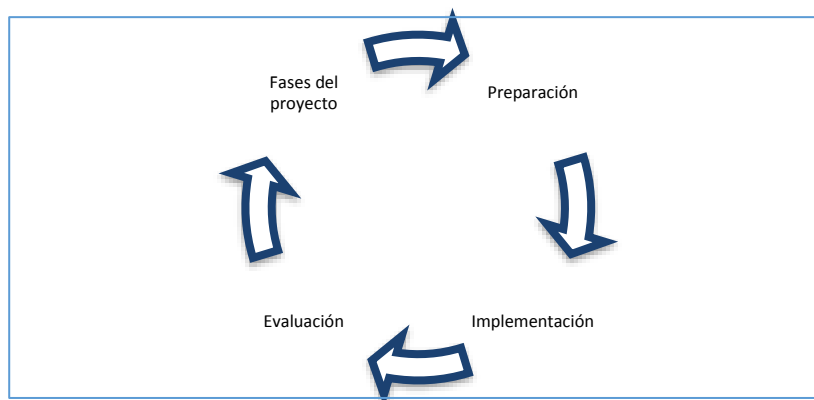 Fases del
proyecto
Preparación
Implementación
Evaluación